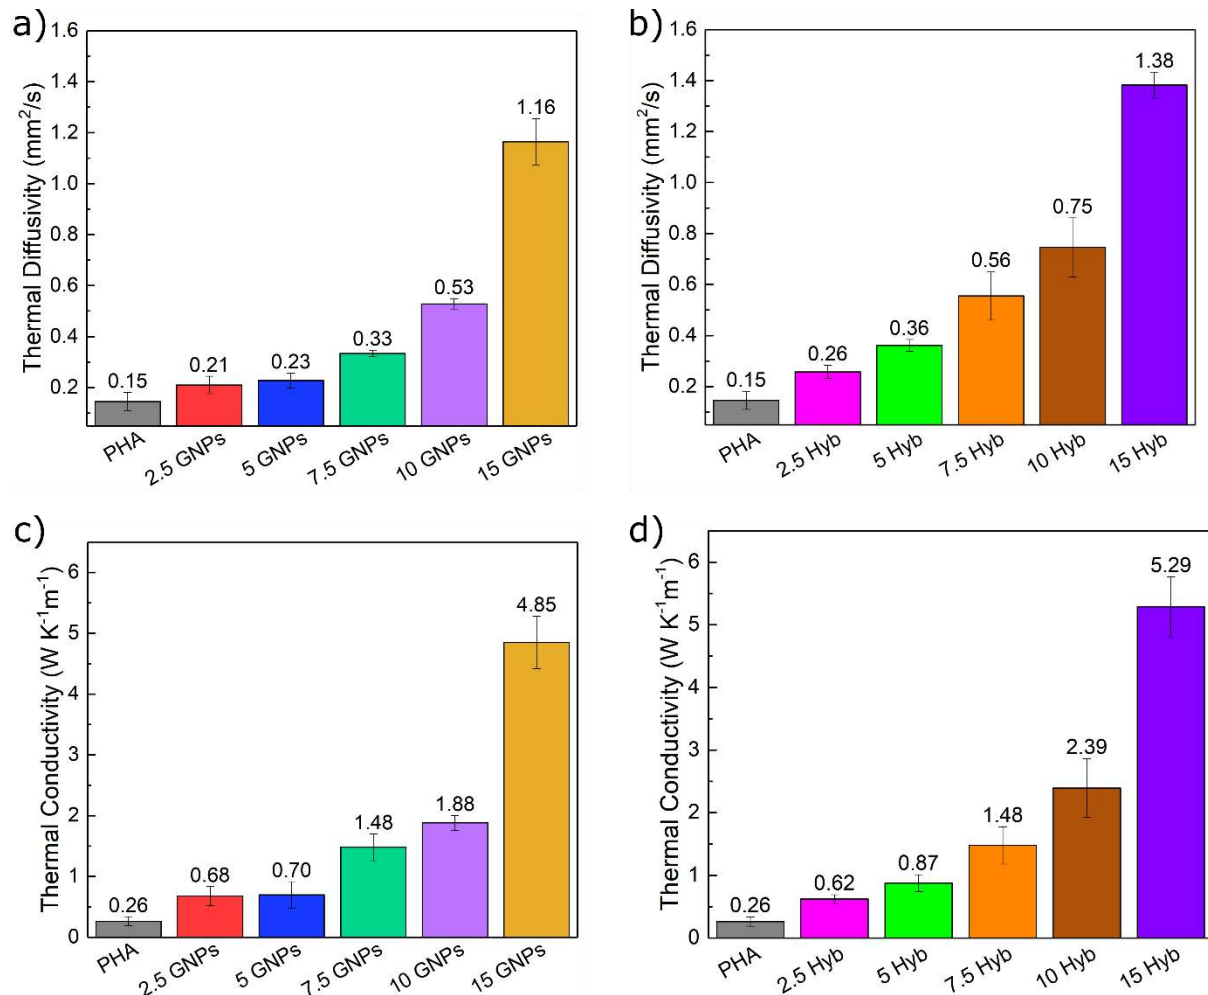 a)
Thermal Diffusivity (mm²/s)
1.6
1.4
1.2
1.0
0.8
0.6
0.4
0.2
0.15
0.21
0.23
0.33
0.53
1.16
PHA
2.5 GNPs
5 GNPs
7.5 GNPs
10 GNPs
15 GNPs
b)
Thermal Diffusivity (mm²/s)
1.6
1.4
1.2
1.0
0.8
0.6
0.4
0.2
0.15
0.26
0.36
0.56
0.75
1.38
PHA
2.5 Hyb
5 Hyb
7.5 Hyb
10 Hyb
15 Hyb
c)
Thermal Conductivity (W K⁻¹m⁻¹)
6
5
4
3
2
1
0
0.26
0.68
0.70
1.48
1.88
4.85
PHA
2.5 GNPs
5 GNPs
7.5 GNPs
10 GNPs
15 GNPs
d)
Thermal Conductivity (W K⁻¹m⁻¹)
6
5
4
3
2
1
0
0.26
0.62
0.87
1.48
2.39
5.29
PHA
2.5 Hyb
5 Hyb
7.5 Hyb
10 Hyb
15 Hyb